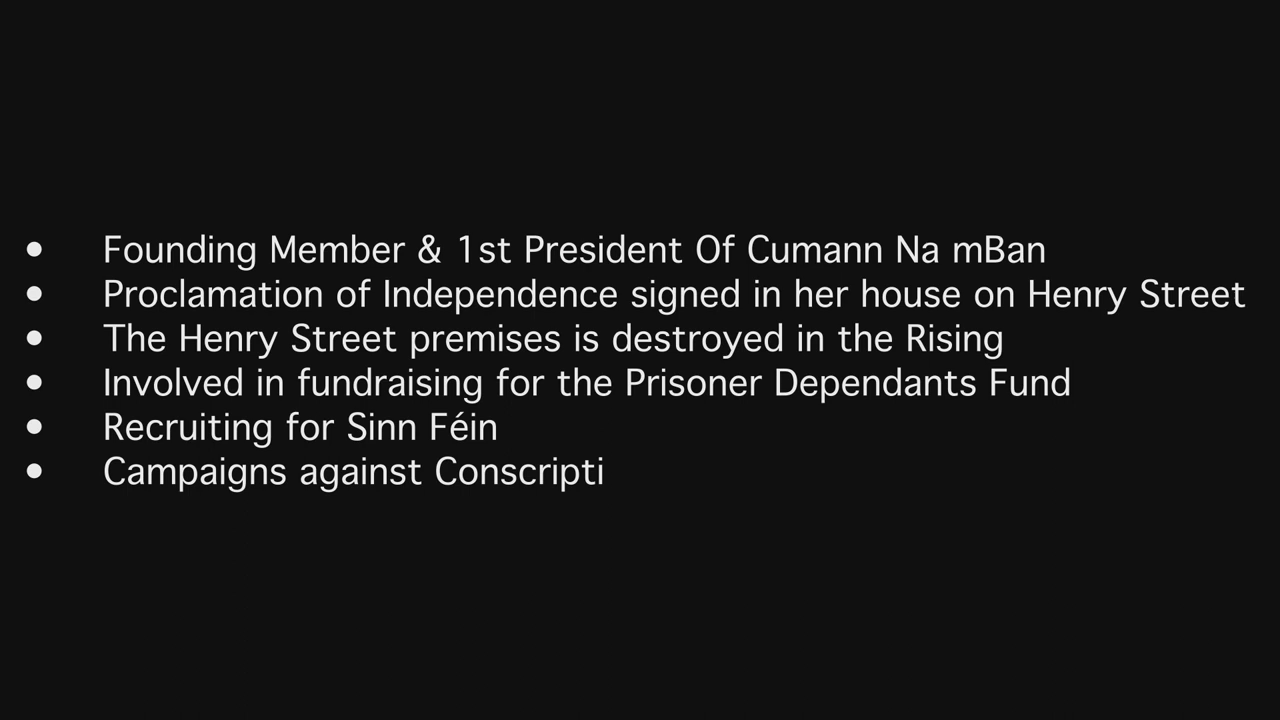 • Founding Member & 1st President Of Cumann Na mBan
• Proclamation of Independence signed in her house on Henry Street
• The Henry Street premises is destroyed in the Rising
• Involved in fundraising for the Prisoner Dependants Fund
• Recruiting for Sinn Féin
• Campaigns against Conscripti